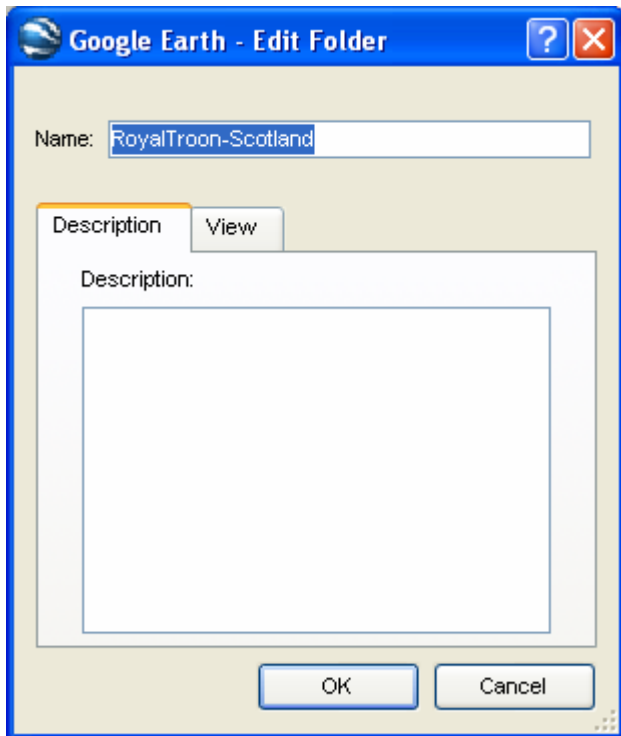 Google Earth - Edit Folder
Name: RoyalTroon-Scotland
Description View
Description:
OK Cancel